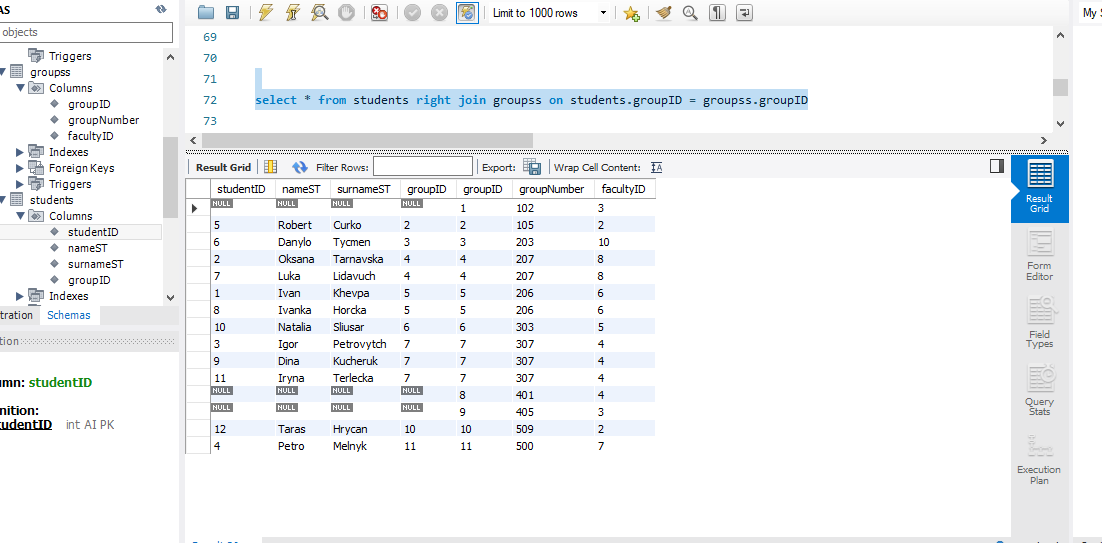 AS
objects
Triggers
groupss
Columns
groupID
groupNumber
facultyID
Indexes
Foreign Keys
Triggers
students
Columns
studentID
nameST
surnameST
groupID
Indexes
tration Schemas
tion
mn: studentID
nition:
udentID int AI PK
Limit to 1000 rows
My S
69
70
71
72 select * from students right join groupss on students.groupID = groupss.groupID
73
Result Grid Filter Rows: Export: Wrap Cell Content:
studentID nameST surnameST groupID groupID groupNumber facultyID
NULL NULL NULL NULL 1 102 3
5 Robert Curko 2 2 105 2
6 Danylo Tycmen 3 3 203 10
2 Oksana Tarnavska 4 4 207 8
7 Luka Lidavuch 4 4 207 8
1 Ivan Khevpa 5 5 206 6
8 Ivanka Horcka 5 5 206 6
10 Natalia Sliusar 6 6 303 5
3 Igor Petrovytch 7 7 307 4
9 Dina Kucheruk 7 7 307 4
11 Iryna Terlecka 7 7 307 4
NULL NULL NULL NULL 8 401 4
NULL NULL NULL NULL 9 405 3
12 Taras Hrycan 10 10 509 2
4 Petro Melnyk 11 11 500 7
Result
Grid
Form
Editor
Field
Types
Query
Stats
Execution
Plan